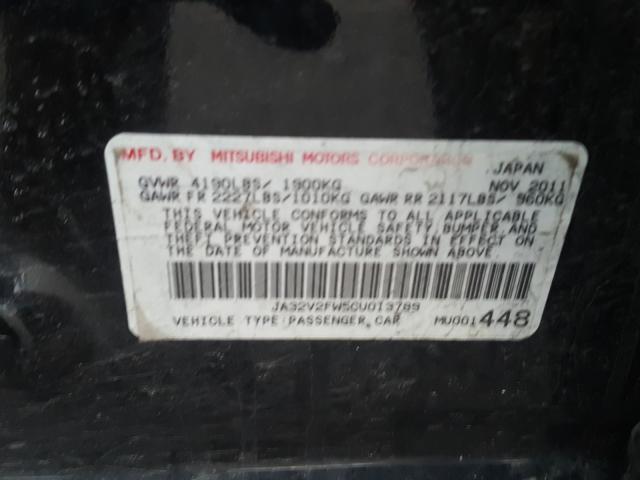 MFD. BY MITSUBISHI MOTORS CORPORATION JAPAN
GVWR 4190LBS/ 1900KG NOV 2011
GAWR FR 2227LBS/1010KG GAWR RR 2117LBS/ 960KG
THIS VEHICLE CONFORMS TO ALL APPLICABLE
FEDERAL MOTOR VEHICLE SAFETY, BUMPER, AND
THEFT PREVENTION STANDARDS IN EFFECT ON
THE DATE OF MANUFACTURE SHOWN ABOVE.
JA32V2FW5CU013789
VEHICLE TYPE:PASSENGER CAR MU001448